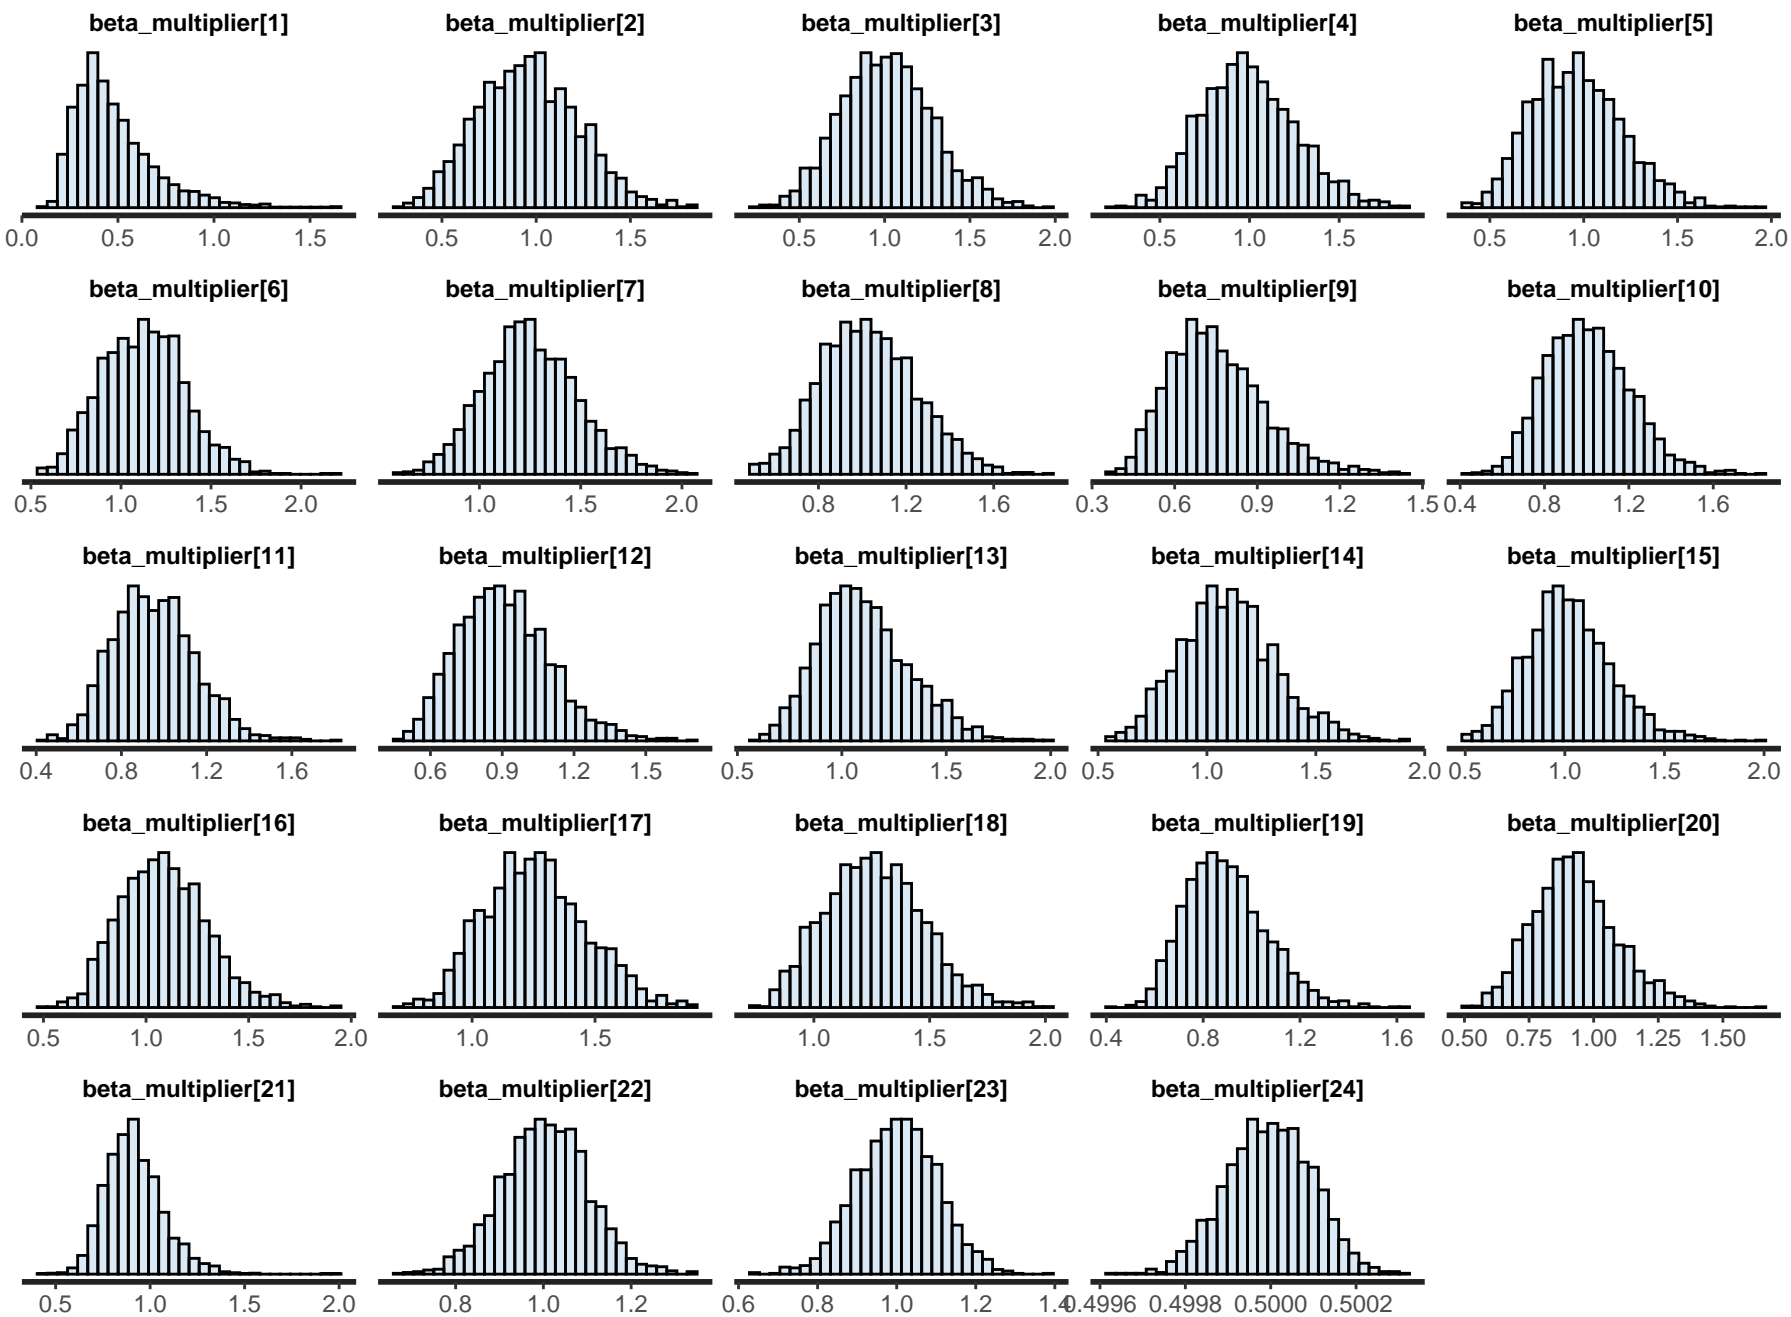 beta_multiplier[1] beta_multiplier[2] beta_multiplier[3] beta_multiplier[4] beta_multiplier[5]
0.0 0.5 1.0 1.5 0.5 1.0 1.5 0.5 1.0 1.5 2.0 0.5 1.0 1.5 0.5 1.0 1.5 2.0
beta_multiplier[6] beta_multiplier[7] beta_multiplier[8] beta_multiplier[9] beta_multiplier[10]
0.5 1.0 1.5 2.0 1.0 1.5 2.0 0.8 1.2 1.6 0.3 0.6 0.9 1.2 1.5 0.4 0.8 1.2 1.6
beta_multiplier[11] beta_multiplier[12] beta_multiplier[13] beta_multiplier[14] beta_multiplier[15]
0.4 0.8 1.2 1.6 0.6 0.9 1.2 1.5 0.5 1.0 1.5 2.0 0.5 1.0 1.5 2.0 0.5 1.0 1.5 2.0
beta_multiplier[16] beta_multiplier[17] beta_multiplier[18] beta_multiplier[19] beta_multiplier[20]
0.5 1.0 1.5 2.0 1.0 1.5 1.0 1.5 2.0 0.4 0.8 1.2 1.6 0.50 0.75 1.00 1.25 1.50
beta_multiplier[21] beta_multiplier[22] beta_multiplier[23] beta_multiplier[24]
0.5 1.0 1.5 2.0 0.8 1.0 1.2 0.6 0.8 1.0 1.2 1.4 0.4996 0.4998 0.5000 0.5002